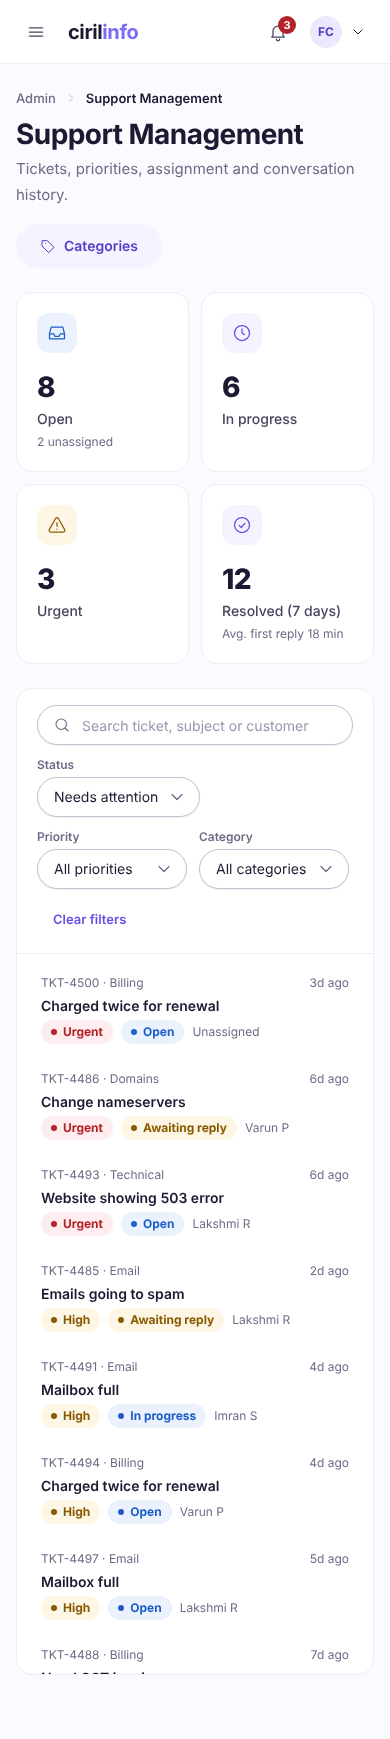 cirilinfo
3
FC
Admin
Support Management
Support Management
Tickets, priorities, assignment and conversation
history.
Categories
8
Open
2 unassigned
6
In progress
3
Urgent
12
Resolved (7 days)
Avg. first reply 18 min
Search ticket, subject or customer
Status
Needs attention
Priority
Category
All priorities
All categories
Clear filters
TKT-4500 · Billing 3d ago
Charged twice for renewal
Urgent Open Unassigned
TKT-4486 · Domains 6d ago
Change nameservers
Urgent Awaiting reply Varun P
TKT-4493 · Technical 6d ago
Website showing 503 error
Urgent Open Lakshmi R
TKT-4485 · Email 2d ago
Emails going to spam
High Awaiting reply Lakshmi R
TKT-4491 · Email 4d ago
Mailbox full
High In progress Imran S
TKT-4494 · Billing 4d ago
Charged twice for renewal
High Open Varun P
TKT-4497 · Email 5d ago
Mailbox full
High Open Lakshmi R
TKT-4488 · Billing 7d ago